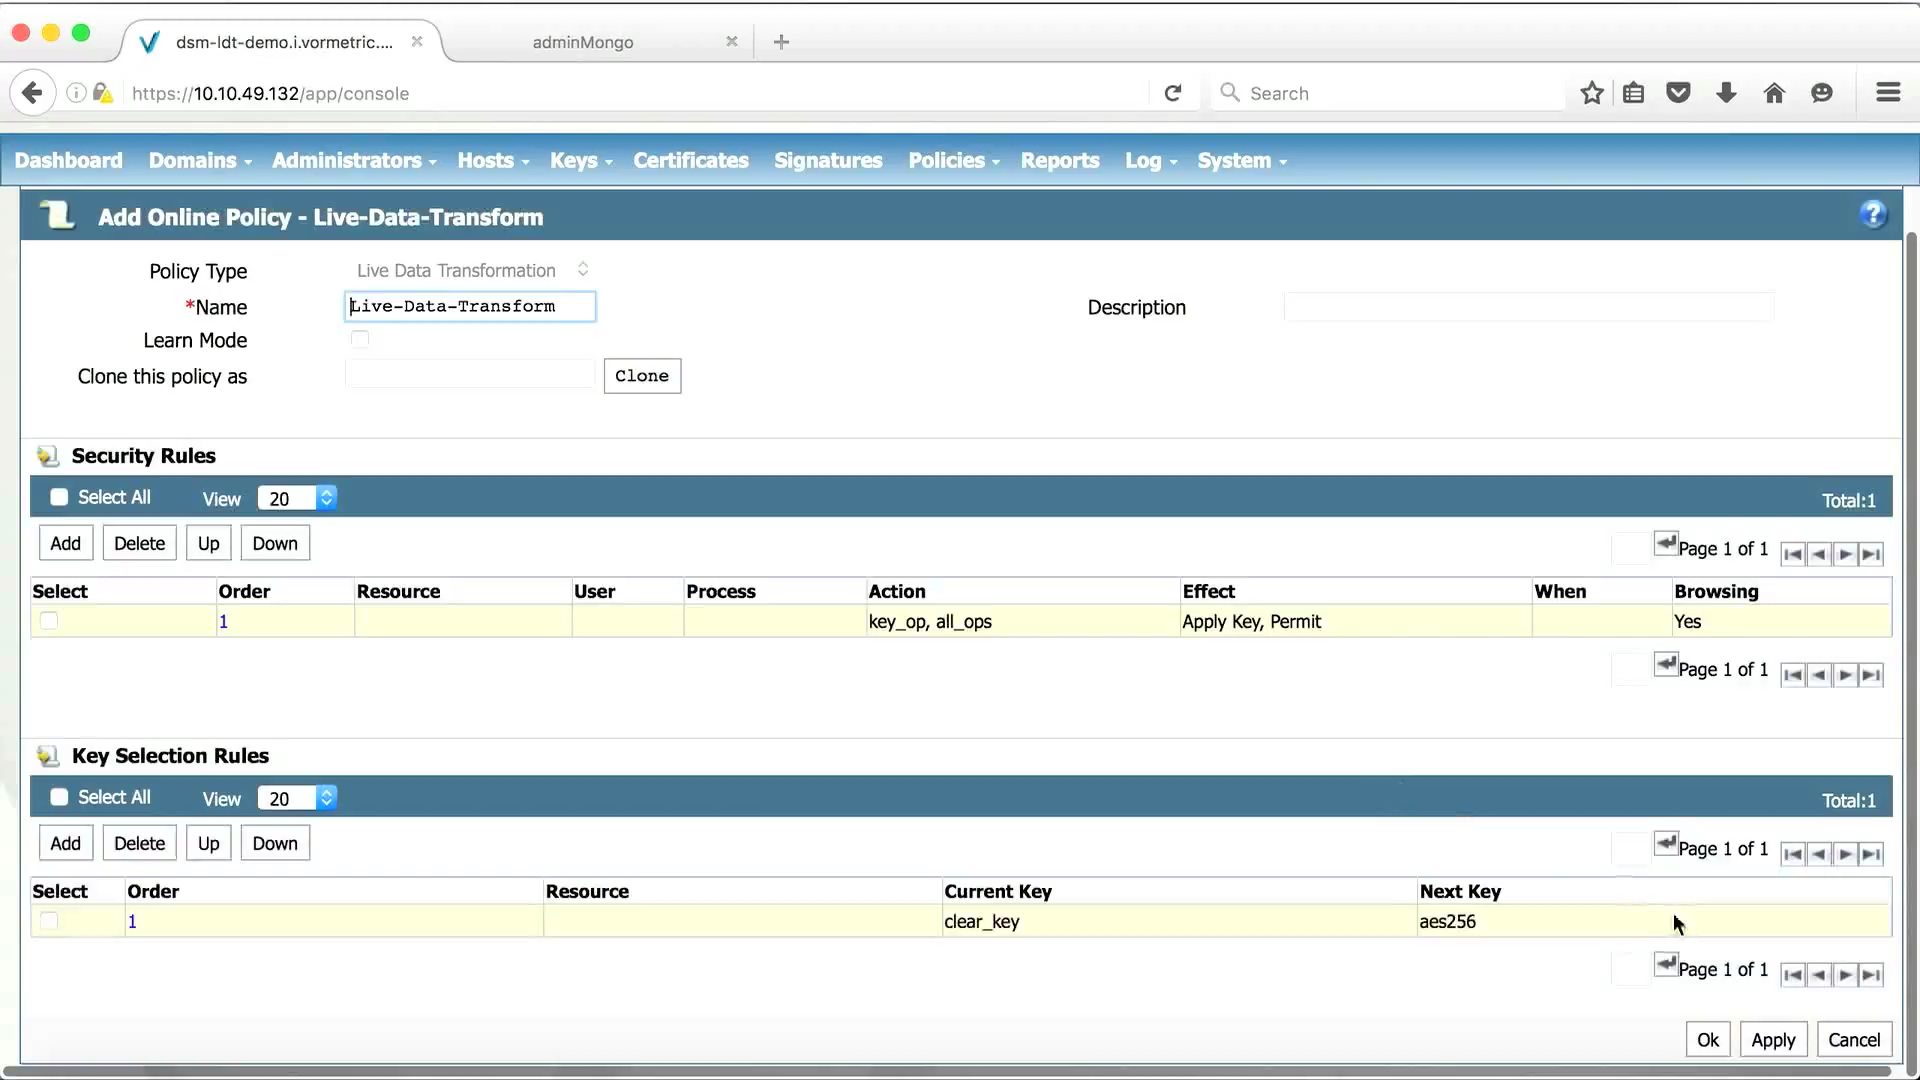 dsm-ldt-demo.i.vormetric.... adminMongo
https://10.10.49.132/app/console Search
Dashboard Domains Administrators Hosts Keys Certificates Signatures Policies Reports Log System
Add Online Policy - Live-Data-Transform ?
Policy Type Live Data Transformation
*Name Live-Data-Transform Description
Learn Mode
Clone this policy as Clone
Security Rules
Select All View 20 Total:1
Add Delete Up Down Page 1 of 1
Select Order Resource User Process Action Effect When Browsing
1 key_op, all_ops Apply Key, Permit Yes
Page 1 of 1
Key Selection Rules
Select All View 20 Total:1
Add Delete Up Down Page 1 of 1
Select Order Resource Current Key Next Key
1 clear_key aes256
Page 1 of 1
Ok Apply Cancel